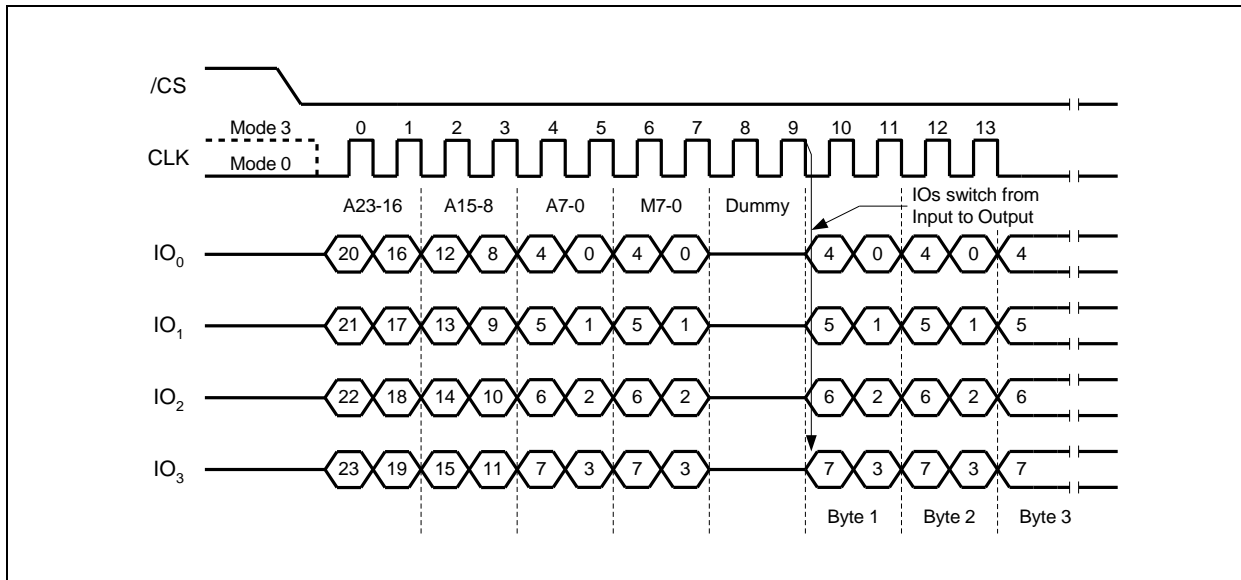 /CS
Mode 3
0 1 2 3 4 5 6 7 8 9 10 11 12 13
CLK
Mode 0
A23-16 A15-8 A7-0 M7-0 Dummy
IOs switch from
Input to Output
IO0 20 16 12 8 4 0 4 0 4 0 4 0 4
IO1 21 17 13 9 5 1 5 1 5 1 5 1 5
IO2 22 18 14 10 6 2 6 2 6 2 6 2 6
IO3 23 19 15 11 7 3 7 3 7 3 7 3 7
Byte 1 Byte 2 Byte 3